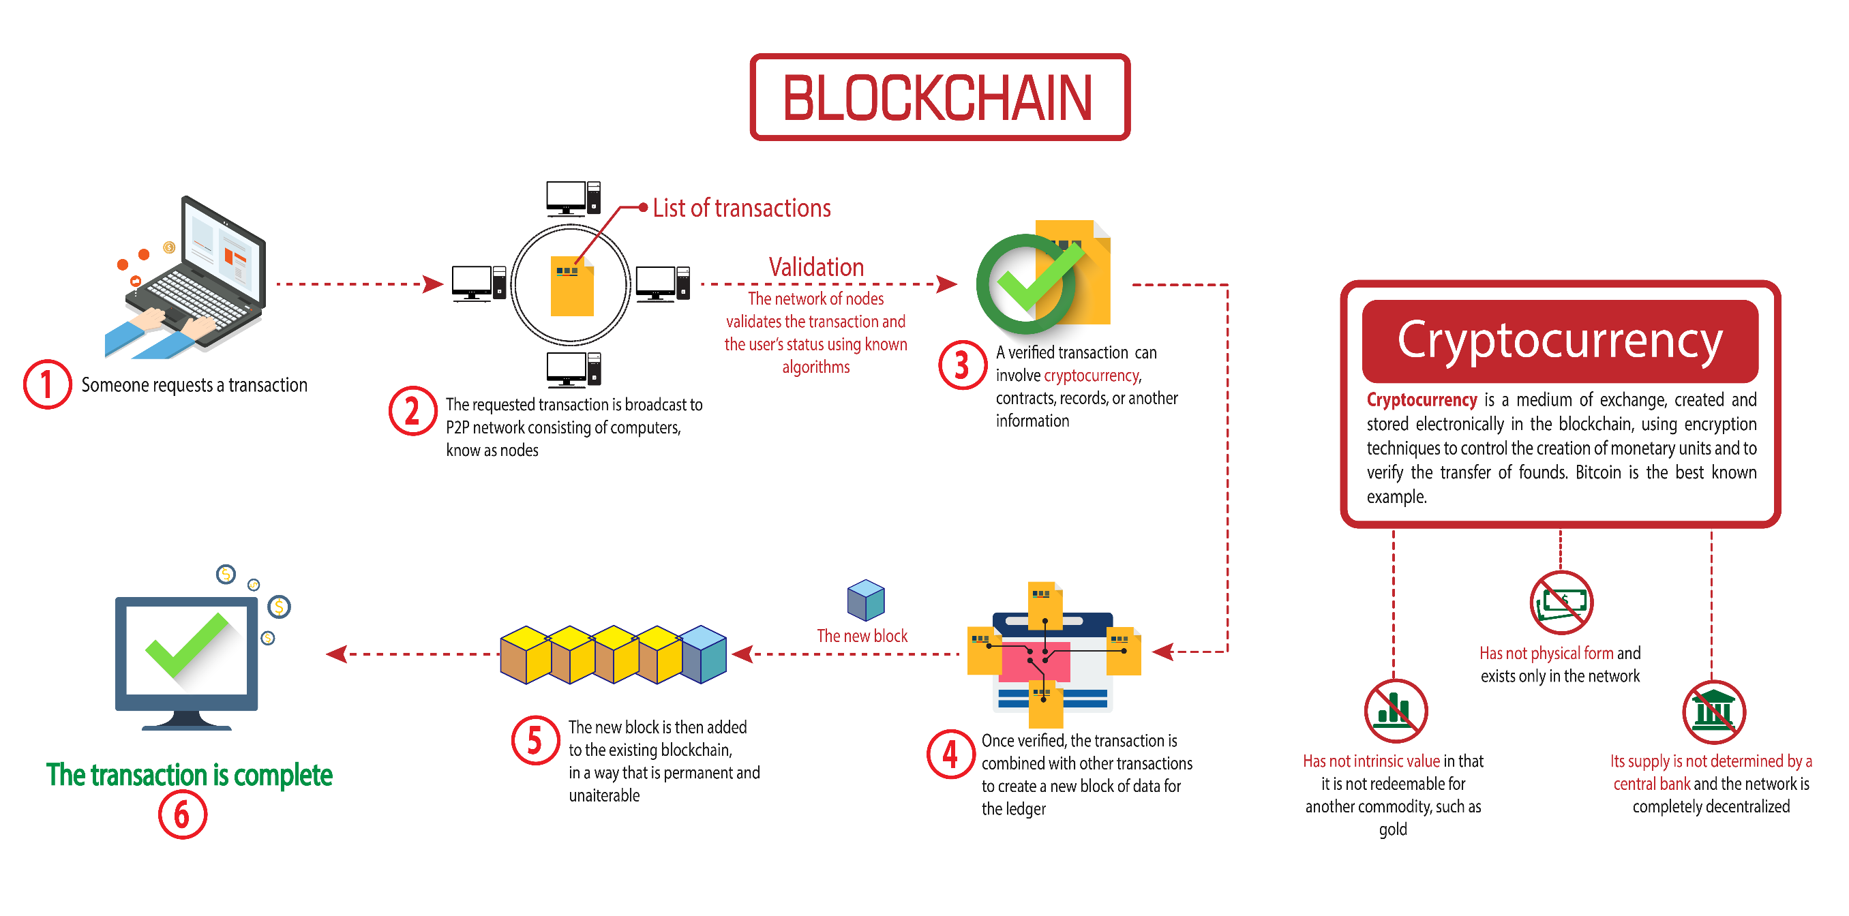 BLOCKCHAIN
List of transactions
Validation
The network of nodes
validates the transaction and
the user's status using known
algorithms
1
Someone requests a transaction
2
The requested transaction is broadcast to
P2P network consisting of computers,
know as nodes
3
A verified transaction can
involve cryptocurrency,
contracts, records, or another
information
4
Once verified, the transaction is
combined with other transactions
to create a new block of data for
the ledger
The new block
5
The new block is then added
to the existing blockchain,
in a way that is permanent and
unaiterable
The transaction is complete
6
Cryptocurrency
Cryptocurrency is a medium of exchange, created and
stored electronically in the blockchain, using encryption
techniques to control the creation of monetary units and to
verify the transfer of founds. Bitcoin is the best known
example.
Has not physical form and
exists only in the network
Has not intrinsic value in that
it is not redeemable for
another commodity, such as
gold
Its supply is not determined by a
central bank and the network is
completely decentralized